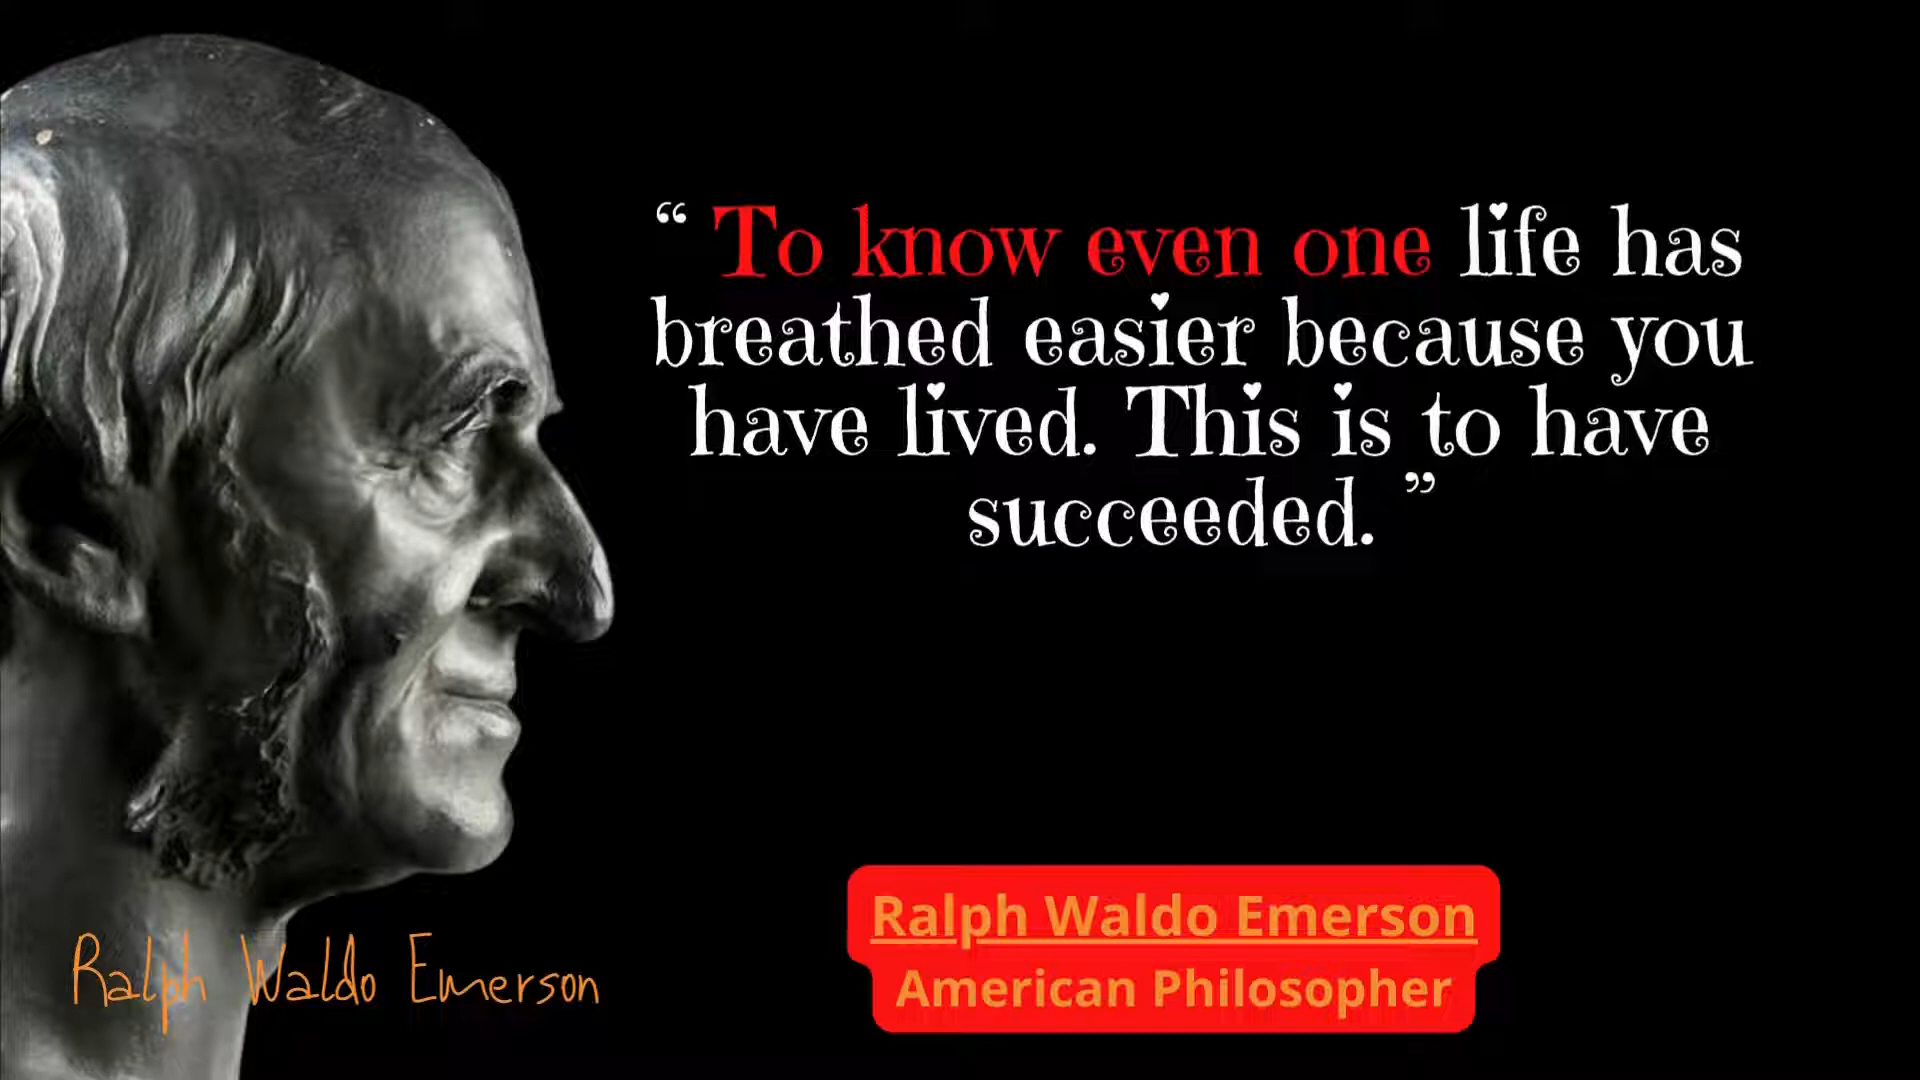 “ To know even one life has
breathed easier because you
have lived. This is to have
succeeded. ”
Ralph Waldo Emerson
American Philosopher
Ralph Waldo Emerson